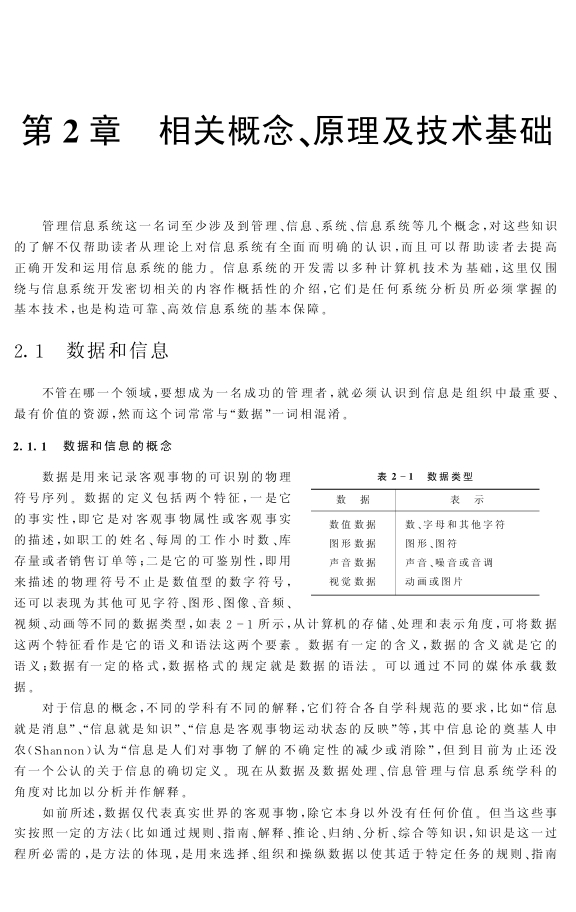 第 2 章　相关概念、原理及技术基础
管理信息系统这一名词至少涉及到管理、信息、系统、信息系统等几个概念,对这些知识
的了解不仅帮助读者从理论上对信息系统有全面而明确的认识,而且可以帮助读者去提高
正确开发和运用信息系统的能力。信息系统的开发需以多种计算机技术为基础,这里仅围
绕与信息系统开发密切相关的内容作概括性的介绍,它们是任何系统分析员所必须掌握的
基本技术,也是构造可靠、高效信息系统的基本保障。
2.1　数据和信息
不管在哪一个领域,要想成为一名成功的管理者,就必须认识到信息是组织中最重要、
最有价值的资源,然而这个词常常与“数据”一词相混淆。
2.1.1　数据和信息的概念
数据是用来记录客观事物的可识别的物理
符号序列。数据的定义包括两个特征,一是它
的事实性,即它是对客观事物属性或客观事实
的描述,如职工的姓名、每周的工作小时数、库
存量或者销售订单等;二是它的可鉴别性,即用
来描述的物理符号不止是数值型的数字符号,
还可以表现为其他可见字符、图形、图像、音频、
表 2-1　数据类型
数　据　表　示
数值数据　数、字母和其他字符
图形数据　图形、图符
声音数据　声音、噪音或音调
视觉数据　动画或图片
视频、动画等不同的数据类型,如表 2-1 所示,从计算机的存储、处理和表示角度,可将数据
这两个特征看作是它的语义和语法这两个要素。数据有一定的含义,数据的含义就是它的
语义;数据有一定的格式,数据格式的规定就是数据的语法。可以通过不同的媒体承载数
据。
对于信息的概念,不同的学科有不同的解释,它们符合各自学科规范的要求,比如“信息
就是消息”、“信息就是知识”、“信息是客观事物运动状态的反映”等,其中信息论的奠基人申
农(Shannon)认为“信息是人们对事物了解的不确定性的减少或消除”,但到目前为止还没
有一个公认的关于信息的确切定义。现在从数据及数据处理、信息管理与信息系统学科的
角度对比加以分析并作解释。
如前所述,数据仅代表真实世界的客观事物,除它本身以外没有任何价值。但当这些事
实按照一定的方法(比如通过规则、指南、解释、推论、归纳、分析、综合等知识,知识是这一过
程所必需的,是方法的体现,是用来选择、组织和操纵数据以使其适于特定任务的规则、指南